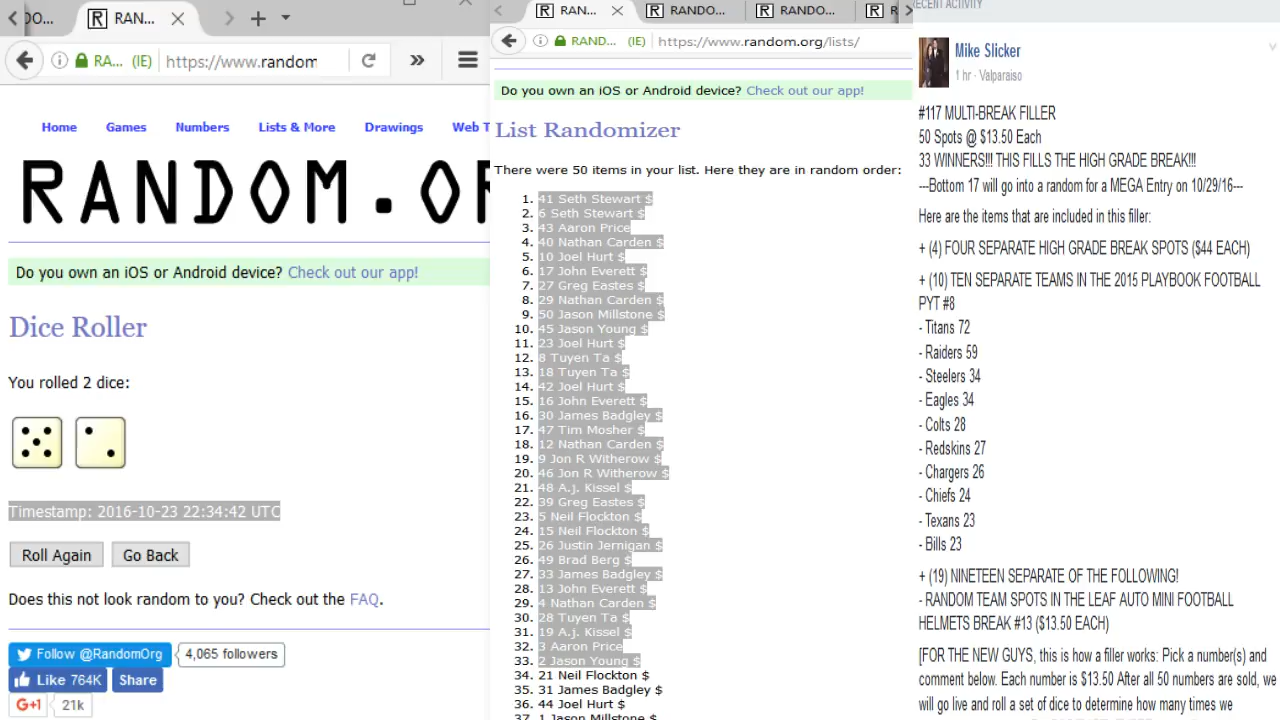 OO...
RAN...
RA... (IE)
https://www.random
Home Games Numbers Lists & More Drawings Web T
RANDOM.OR
Do you own an iOS or Android device? Check out our app!
Dice Roller
You rolled 2 dice:
Timestamp: 2016-10-23 22:34:42 UTC
Roll Again
Go Back
Does this not look random to you? Check out the FAQ.
Follow @RandomOrg
4,065 followers
Like 764K
Share
G+1
21k
RAN...
RANDO...
RANDO...
RAND... (IE)
https://www.random.org/lists/
Do you own an iOS or Android device? Check out our app!
List Randomizer
There were 50 items in your list. Here they are in random order:
1. 41 Seth Stewart $
2. 6 Seth Stewart $
3. 43 Aaron Price
4. 40 Nathan Carden $
5. 10 Joel Hurt $
6. 17 John Everett $
7. 27 Greg Eastes $
8. 29 Nathan Carden $
9. 50 Jason Millstone $
10. 45 Jason Young $
11. 23 Joel Hurt $
12. 8 Tuyen Ta $
13. 18 Tuyen Ta $
14. 42 Joel Hurt $
15. 16 John Everett $
16. 30 James Badgley $
17. 47 Tim Mosher $
18. 12 Nathan Carden $
19. 9 Jon R Witherow $
20. 46 Jon R Witherow $
21. 48 A.j. Kissel $
22. 39 Greg Eastes $
23. 5 Neil Flockton $
24. 15 Neil Flockton $
25. 26 Justin Jernigan $
26. 49 Brad Berg $
27. 33 James Badgley $
28. 13 John Everett $
29. 4 Nathan Carden $
30. 28 Tuyen Ta $
31. 19 A.j. Kissel $
32. 3 Aaron Price
33. 2 Jason Young $
34. 21 Neil Flockton $
35. 31 James Badgley $
36. 44 Joel Hurt $
37. 1 Jason Millstone $
RECENT ACTIVITY
Mike Slicker
1 hr · Valparaiso
#117 MULTI-BREAK FILLER
50 Spots @ $13.50 Each
33 WINNERS!!! THIS FILLS THE HIGH GRADE BREAK!!!
---Bottom 17 will go into a random for a MEGA Entry on 10/29/16---
Here are the items that are included in this filler:
+ (4) FOUR SEPARATE HIGH GRADE BREAK SPOTS ($44 EACH)
+ (10) TEN SEPARATE TEAMS IN THE 2015 PLAYBOOK FOOTBALL
PYT #8
- Titans 72
- Raiders 59
- Steelers 34
- Eagles 34
- Colts 28
- Redskins 27
- Chargers 26
- Chiefs 24
- Texans 23
- Bills 23
+ (19) NINETEEN SEPARATE OF THE FOLLOWING!
- RANDOM TEAM SPOTS IN THE LEAF AUTO MINI FOOTBALL
HELMETS BREAK #13 ($13.50 EACH)
[FOR THE NEW GUYS, this is how a filler works: Pick a number(s) and
comment below. Each number is $13.50 After all 50 numbers are sold, we
will go live and roll a set of dice to determine how many times we